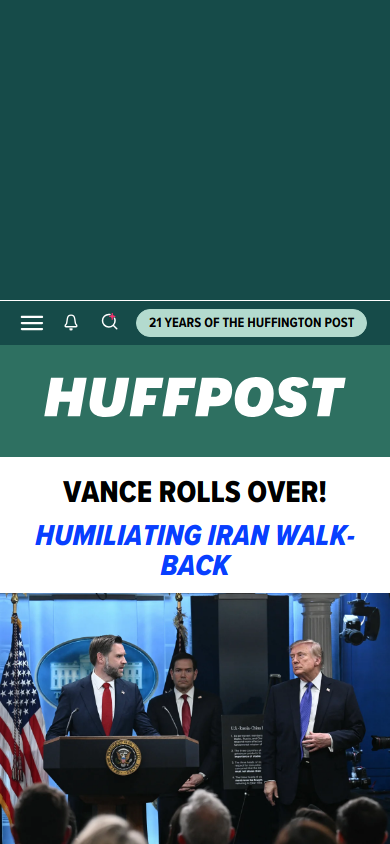 21 YEARS OF THE HUFFINGTON POST
HUFFPOST
VANCE ROLLS OVER!
HUMILIATING IRAN WALK-
BACK